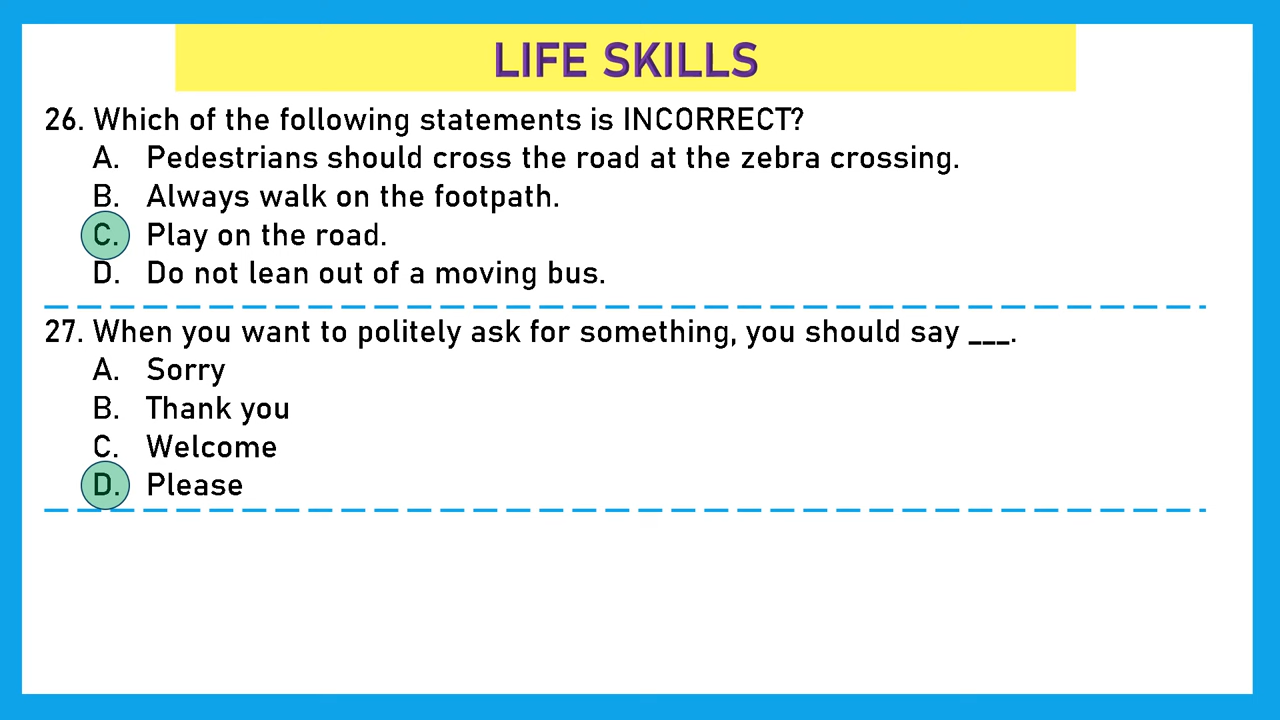 LIFE SKILLS
26. Which of the following statements is INCORRECT?
A. Pedestrians should cross the road at the zebra crossing.
B. Always walk on the footpath.
C. Play on the road.
D. Do not lean out of a moving bus.
27. When you want to politely ask for something, you should say ___.
A. Sorry
B. Thank you
C. Welcome
D. Please